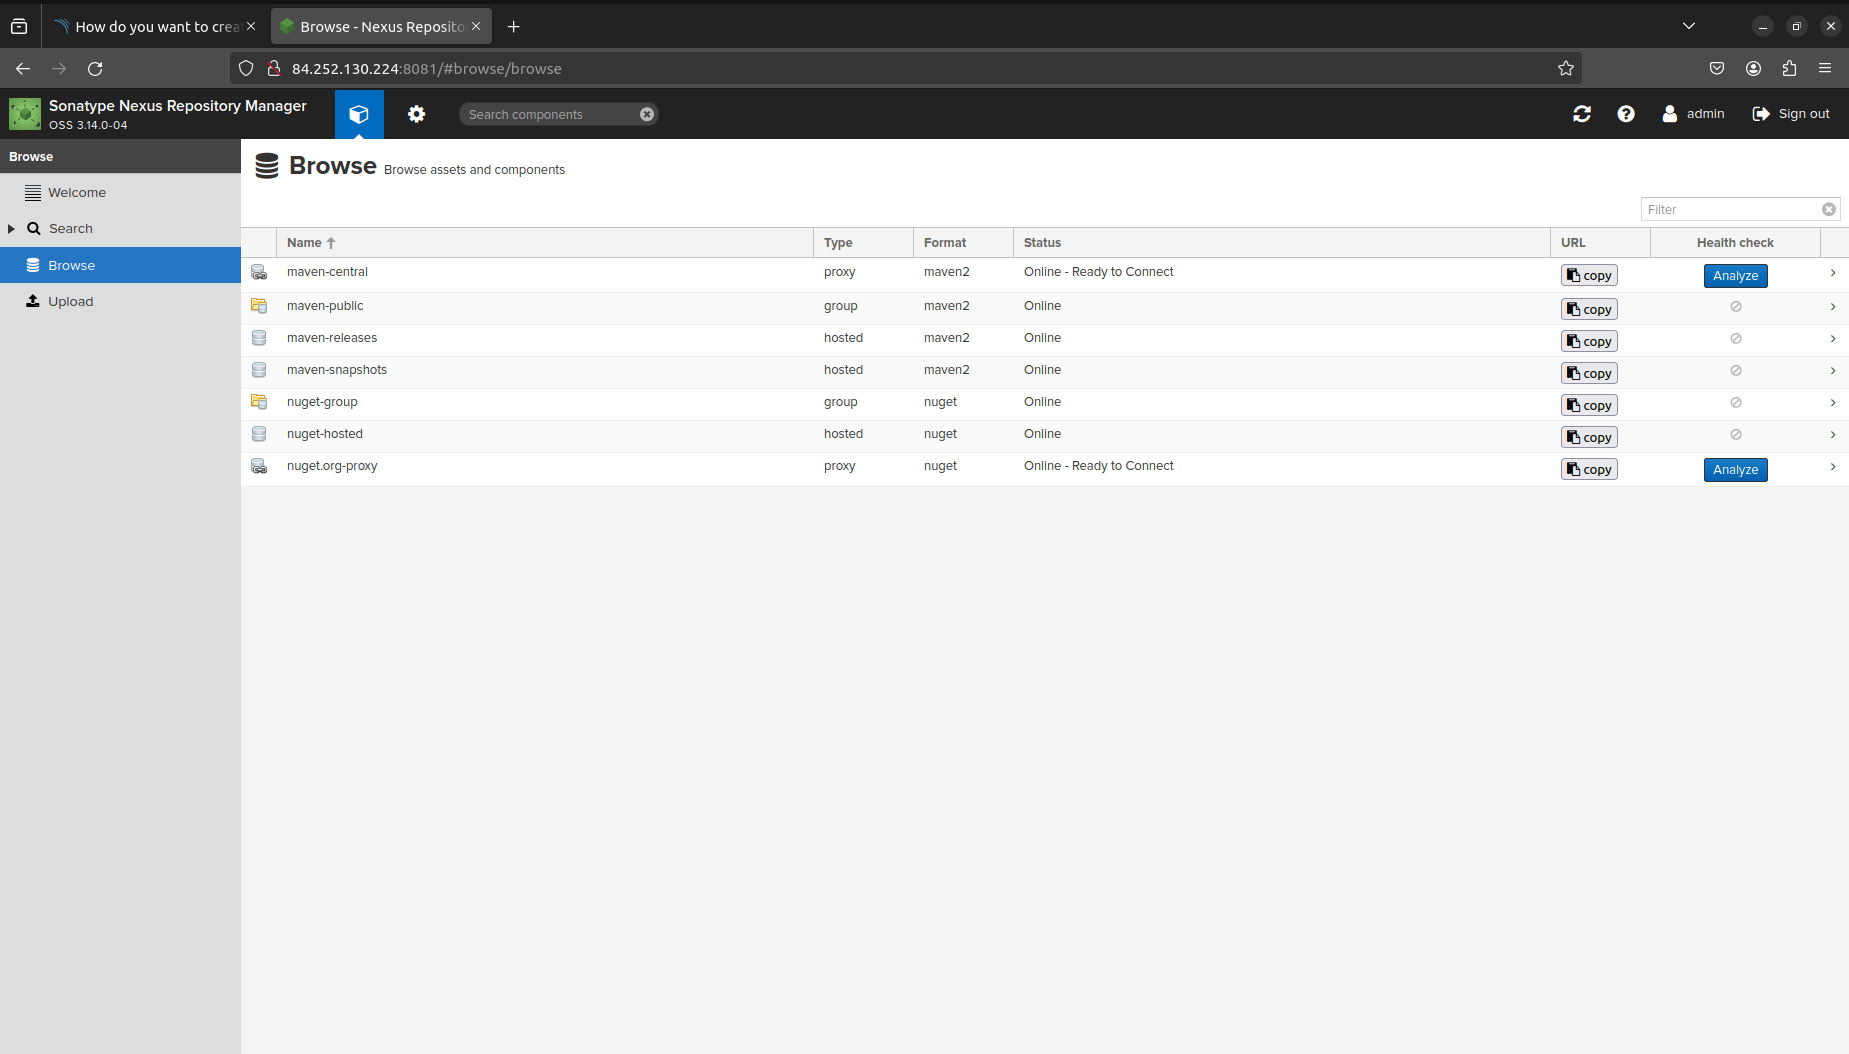 How do you want to crea
Browse - Nexus Reposito
84.252.130.224:8081/#browse/browse
Sonatype Nexus Repository Manager
OSS 3.14.0-04
Search components
admin
Sign out
Browse
Welcome
Search
Browse
Upload
Browse Browse assets and components
Filter
Name Type Format Status URL Health check
maven-central proxy maven2 Online - Ready to Connect copy Analyze
maven-public group maven2 Online copy
maven-releases hosted maven2 Online copy
maven-snapshots hosted maven2 Online copy
nuget-group group nuget Online copy
nuget-hosted hosted nuget Online copy
nuget.org-proxy proxy nuget Online - Ready to Connect copy Analyze